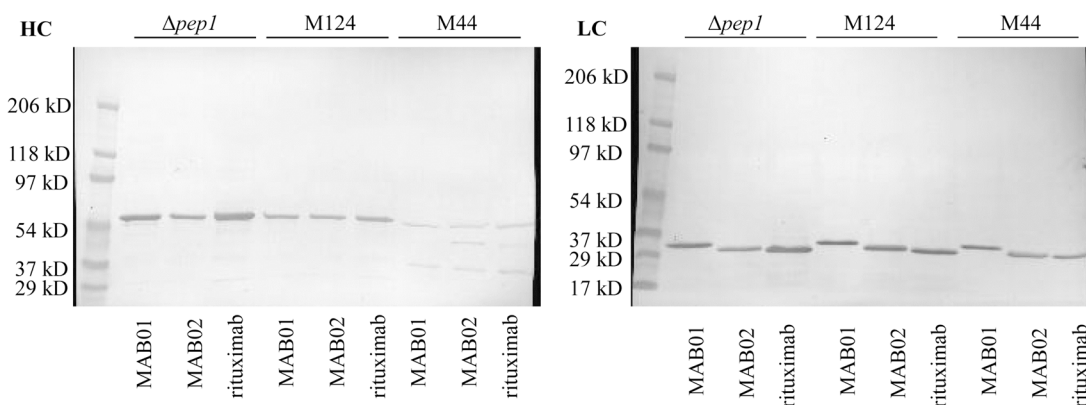 HC Δpep1 M124 M44
206 kD
118 kD
97 kD
54 kD
37 kD
29 kD
MAB01 MAB02 rituximab MAB01 MAB02 rituximab MAB01 MAB02 rituximab
LC Δpep1 M124 M44
206 kD
118 kD
97 kD
54 kD
37 kD
29 kD
17 kD
MAB01 MAB02 rituximab MAB01 MAB02 rituximab MAB01 MAB02 rituximab